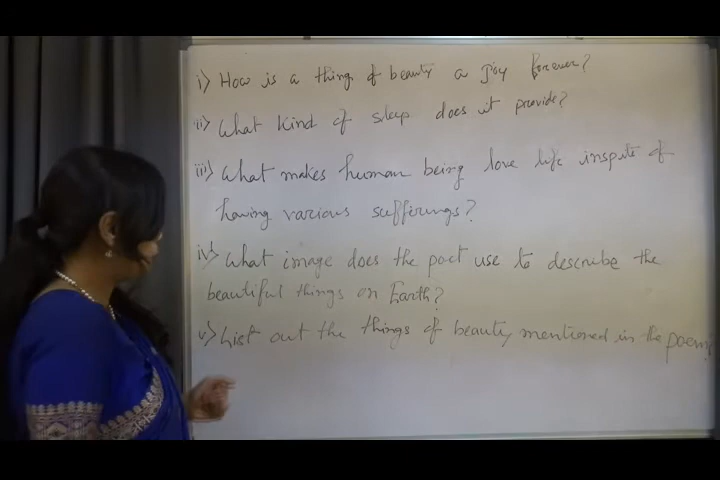 i) How is a thing of beauty a Joy forever?
ii) What kind of sleep does it provide?
iii) What makes human being love life inspite of
having various sufferings?
iv) What image does the poet use to describe the
beautiful things on Earth?
v) List out the things of beauty mentioned in the poem?